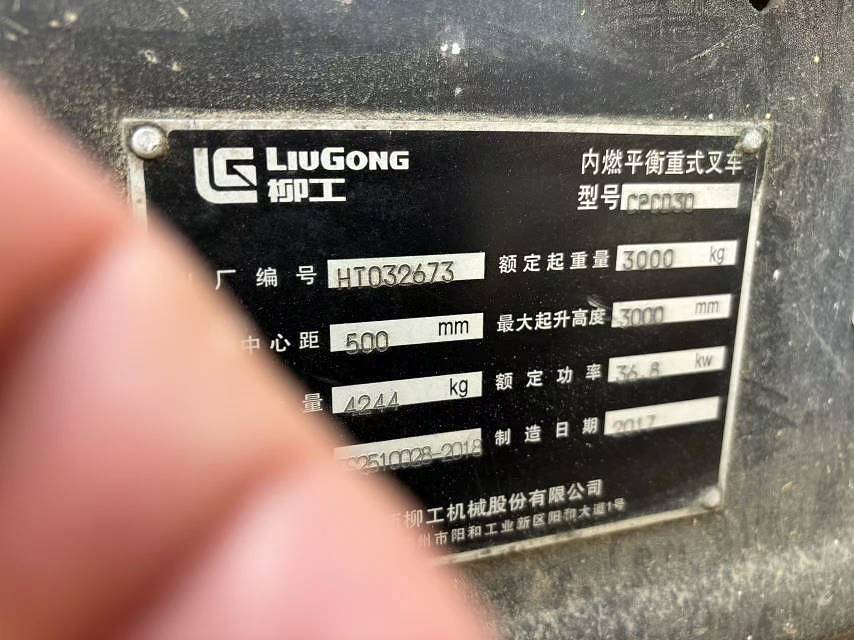 LG LIUGONG
柳工
内燃平衡重式叉车
型号 CPCD30
厂编号 HT032673 额定起重量 3000 kg
中心距 500 mm 最大起升高度 3000 mm
量 4244 kg 额定功率 36.8 kw
2510028-2018 制造日期 2017
柳工机械股份有限公司
州市阳和工业新区阳和大道1号